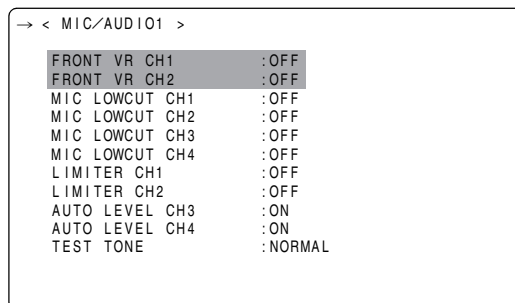 → < MIC/AUDIO1 >
FRONT VR CH1 :OFF
FRONT VR CH2 :OFF
MIC LOWCUT CH1 :OFF
MIC LOWCUT CH2 :OFF
MIC LOWCUT CH3 :OFF
MIC LOWCUT CH4 :OFF
LIMITER CH1 :OFF
LIMITER CH2 :OFF
AUTO LEVEL CH3 :ON
AUTO LEVEL CH4 :ON
TEST TONE :NORMAL